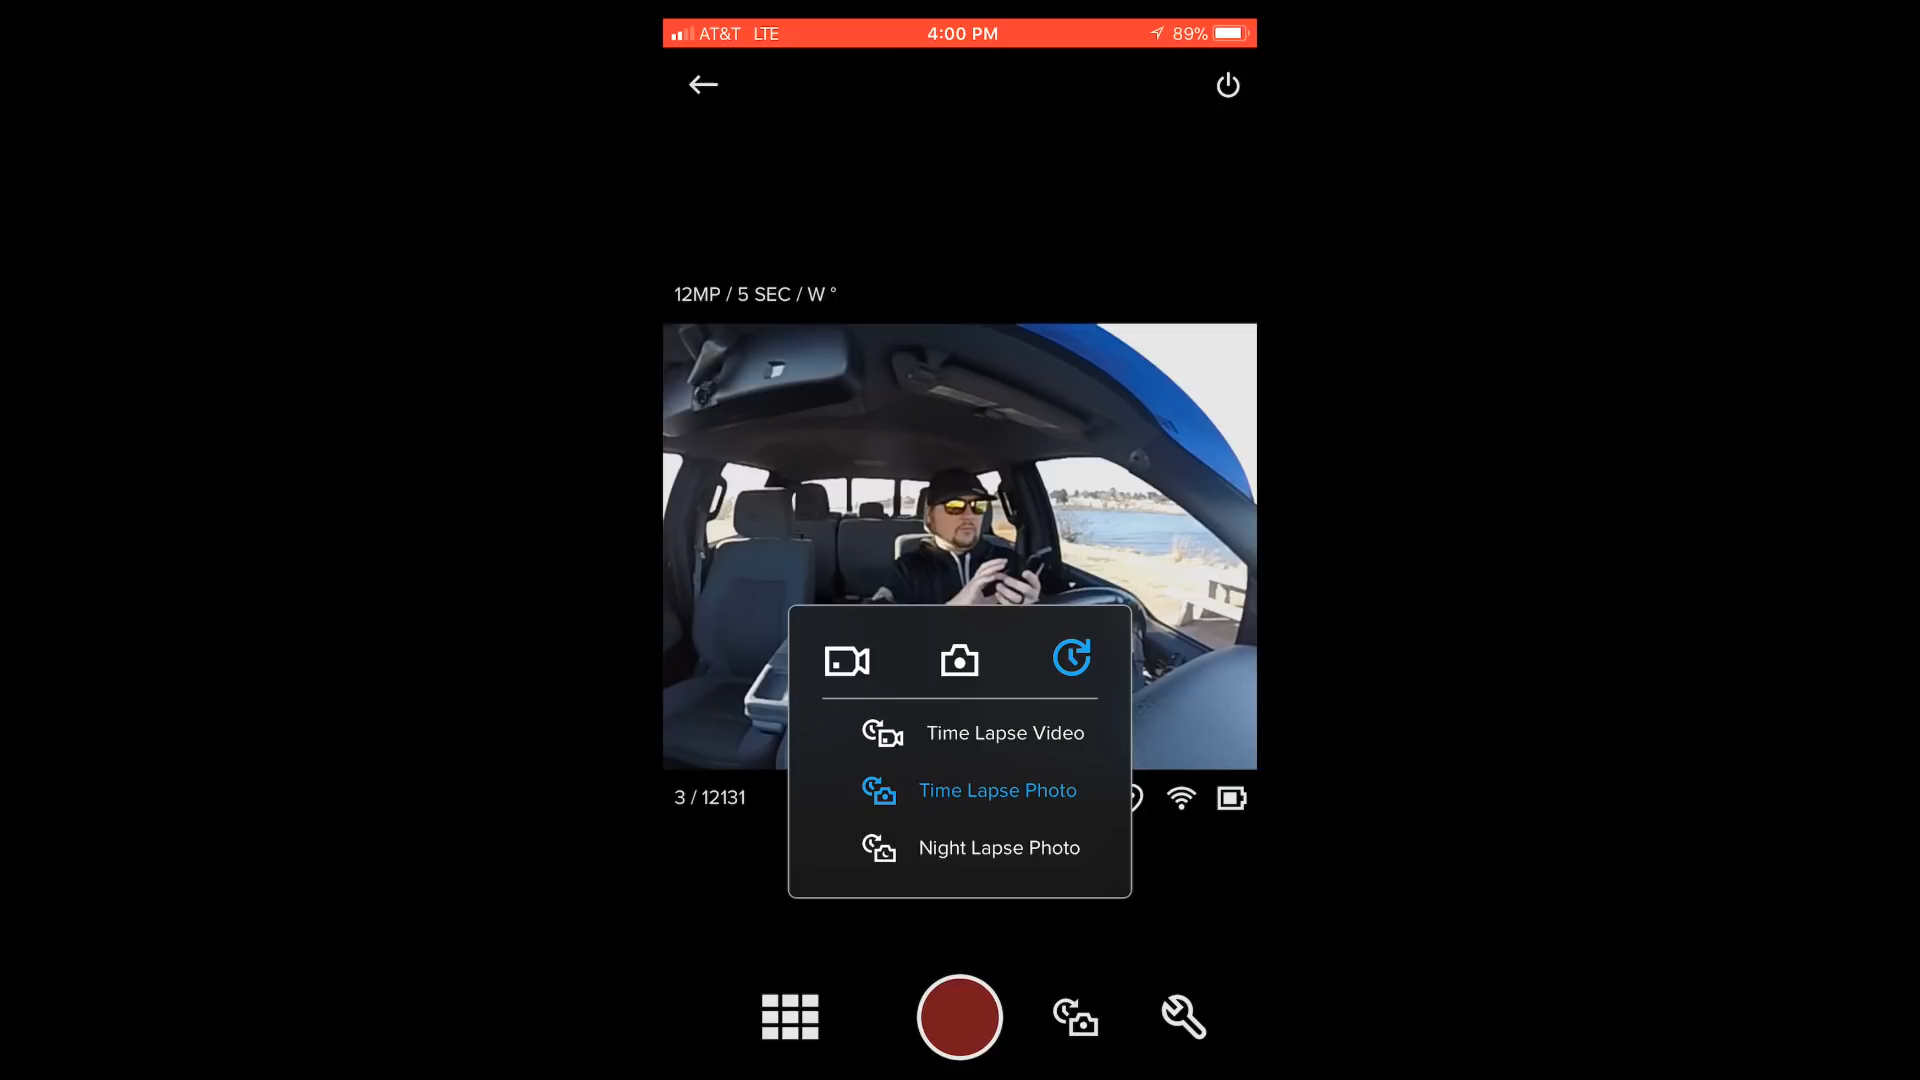 AT&T LTE 4:00 PM 89%
12MP / 5 SEC / W °
Time Lapse Video
Time Lapse Photo
3 / 12131
Night Lapse Photo